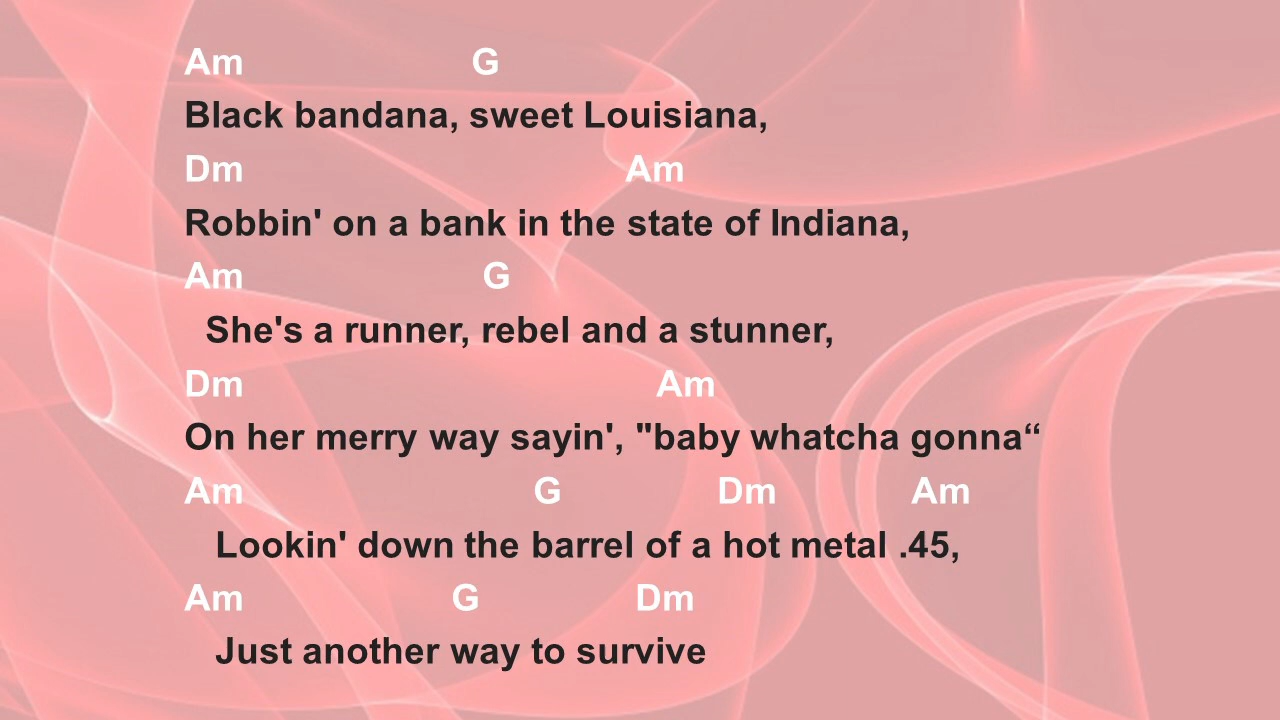 Am G
Black bandana, sweet Louisiana,
Dm Am
Robbin' on a bank in the state of Indiana,
Am G
She's a runner, rebel and a stunner,
Dm Am
On her merry way sayin', "baby whatcha gonna“
Am G Dm Am
Lookin' down the barrel of a hot metal .45,
Am G Dm
Just another way to survive